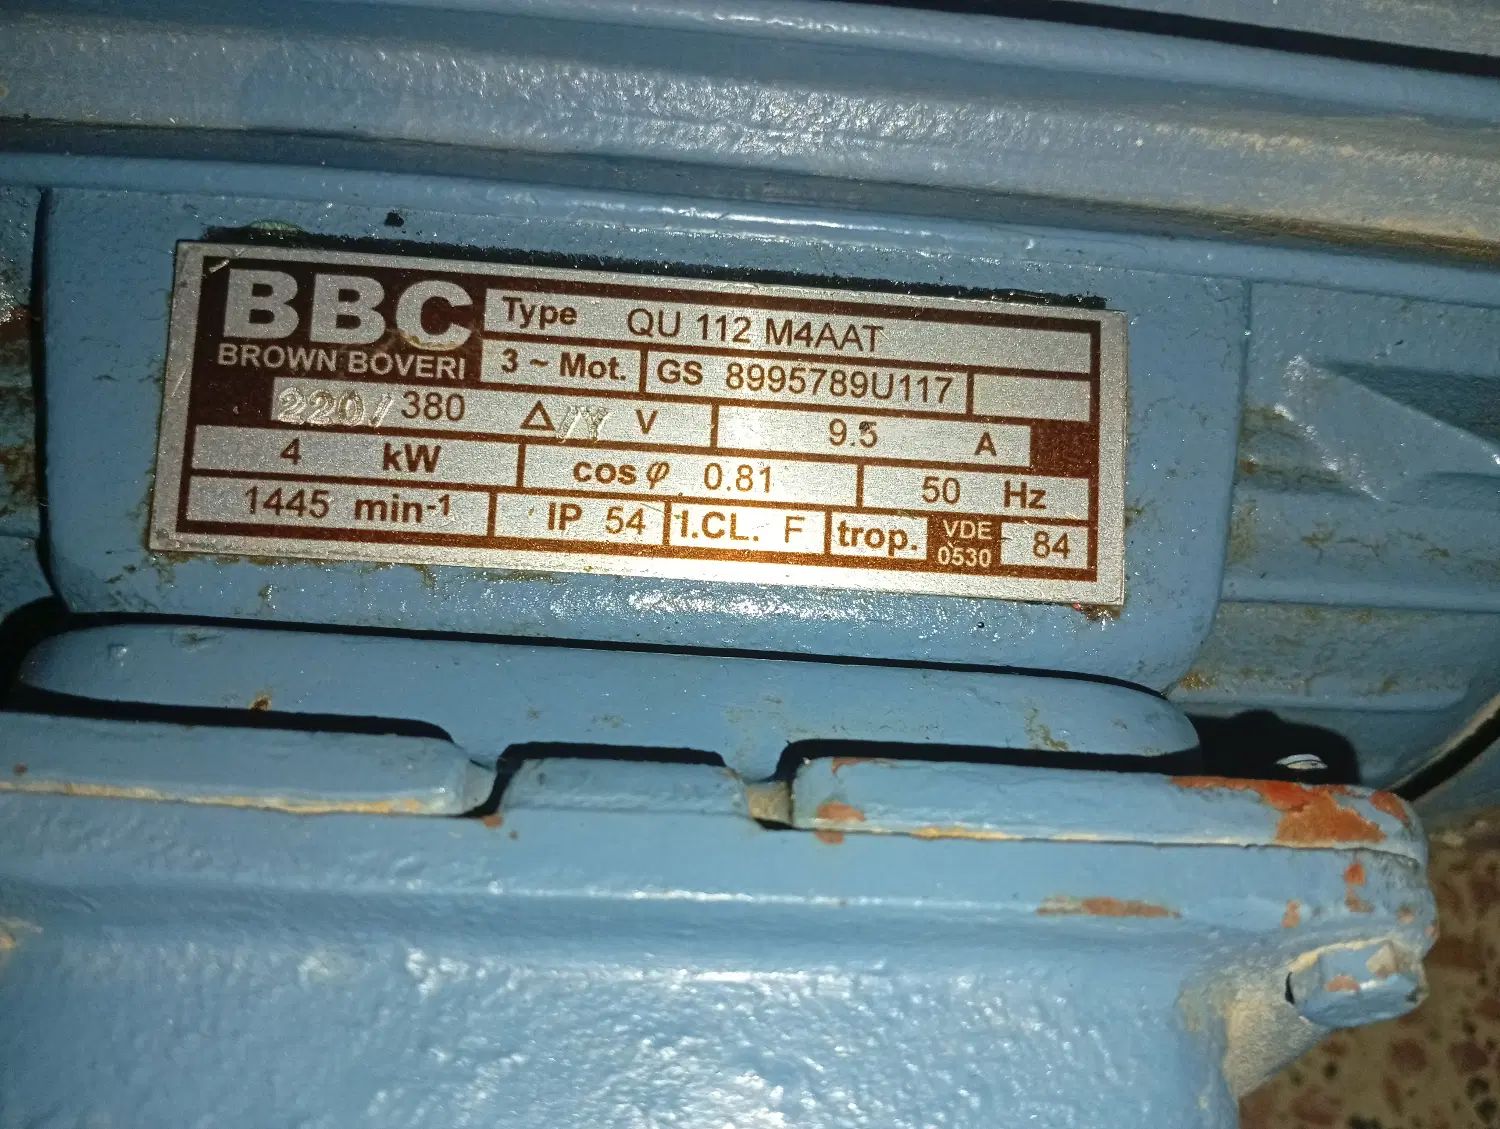 BBC
BROWN BOVERI
Type QU 112 M4AAT
3 ~ Mot. GS 8995789U117
220/ 380 Δ/Y V 9.5 A
4 kW cos φ 0.81 50 Hz
1445 min-1 IP 54 I.CL. F trop. VDE 0530 84